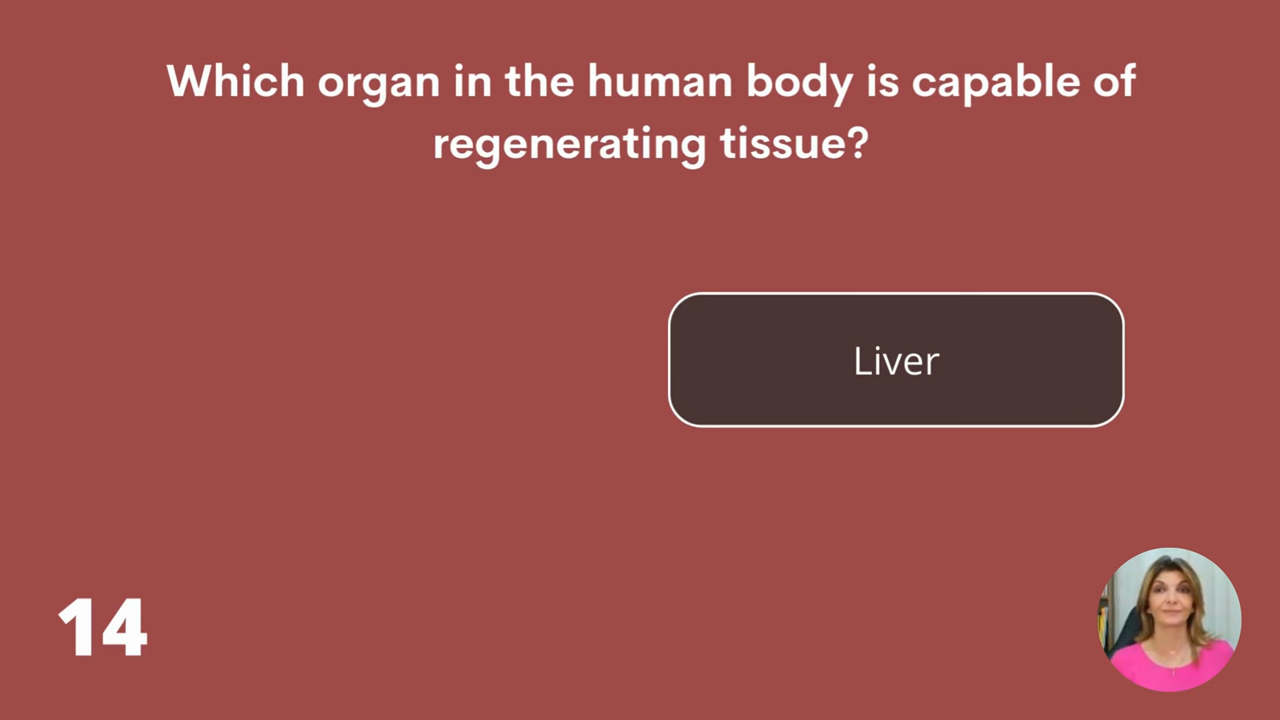 Which organ in the human body is capable of
regenerating tissue?
Liver
14